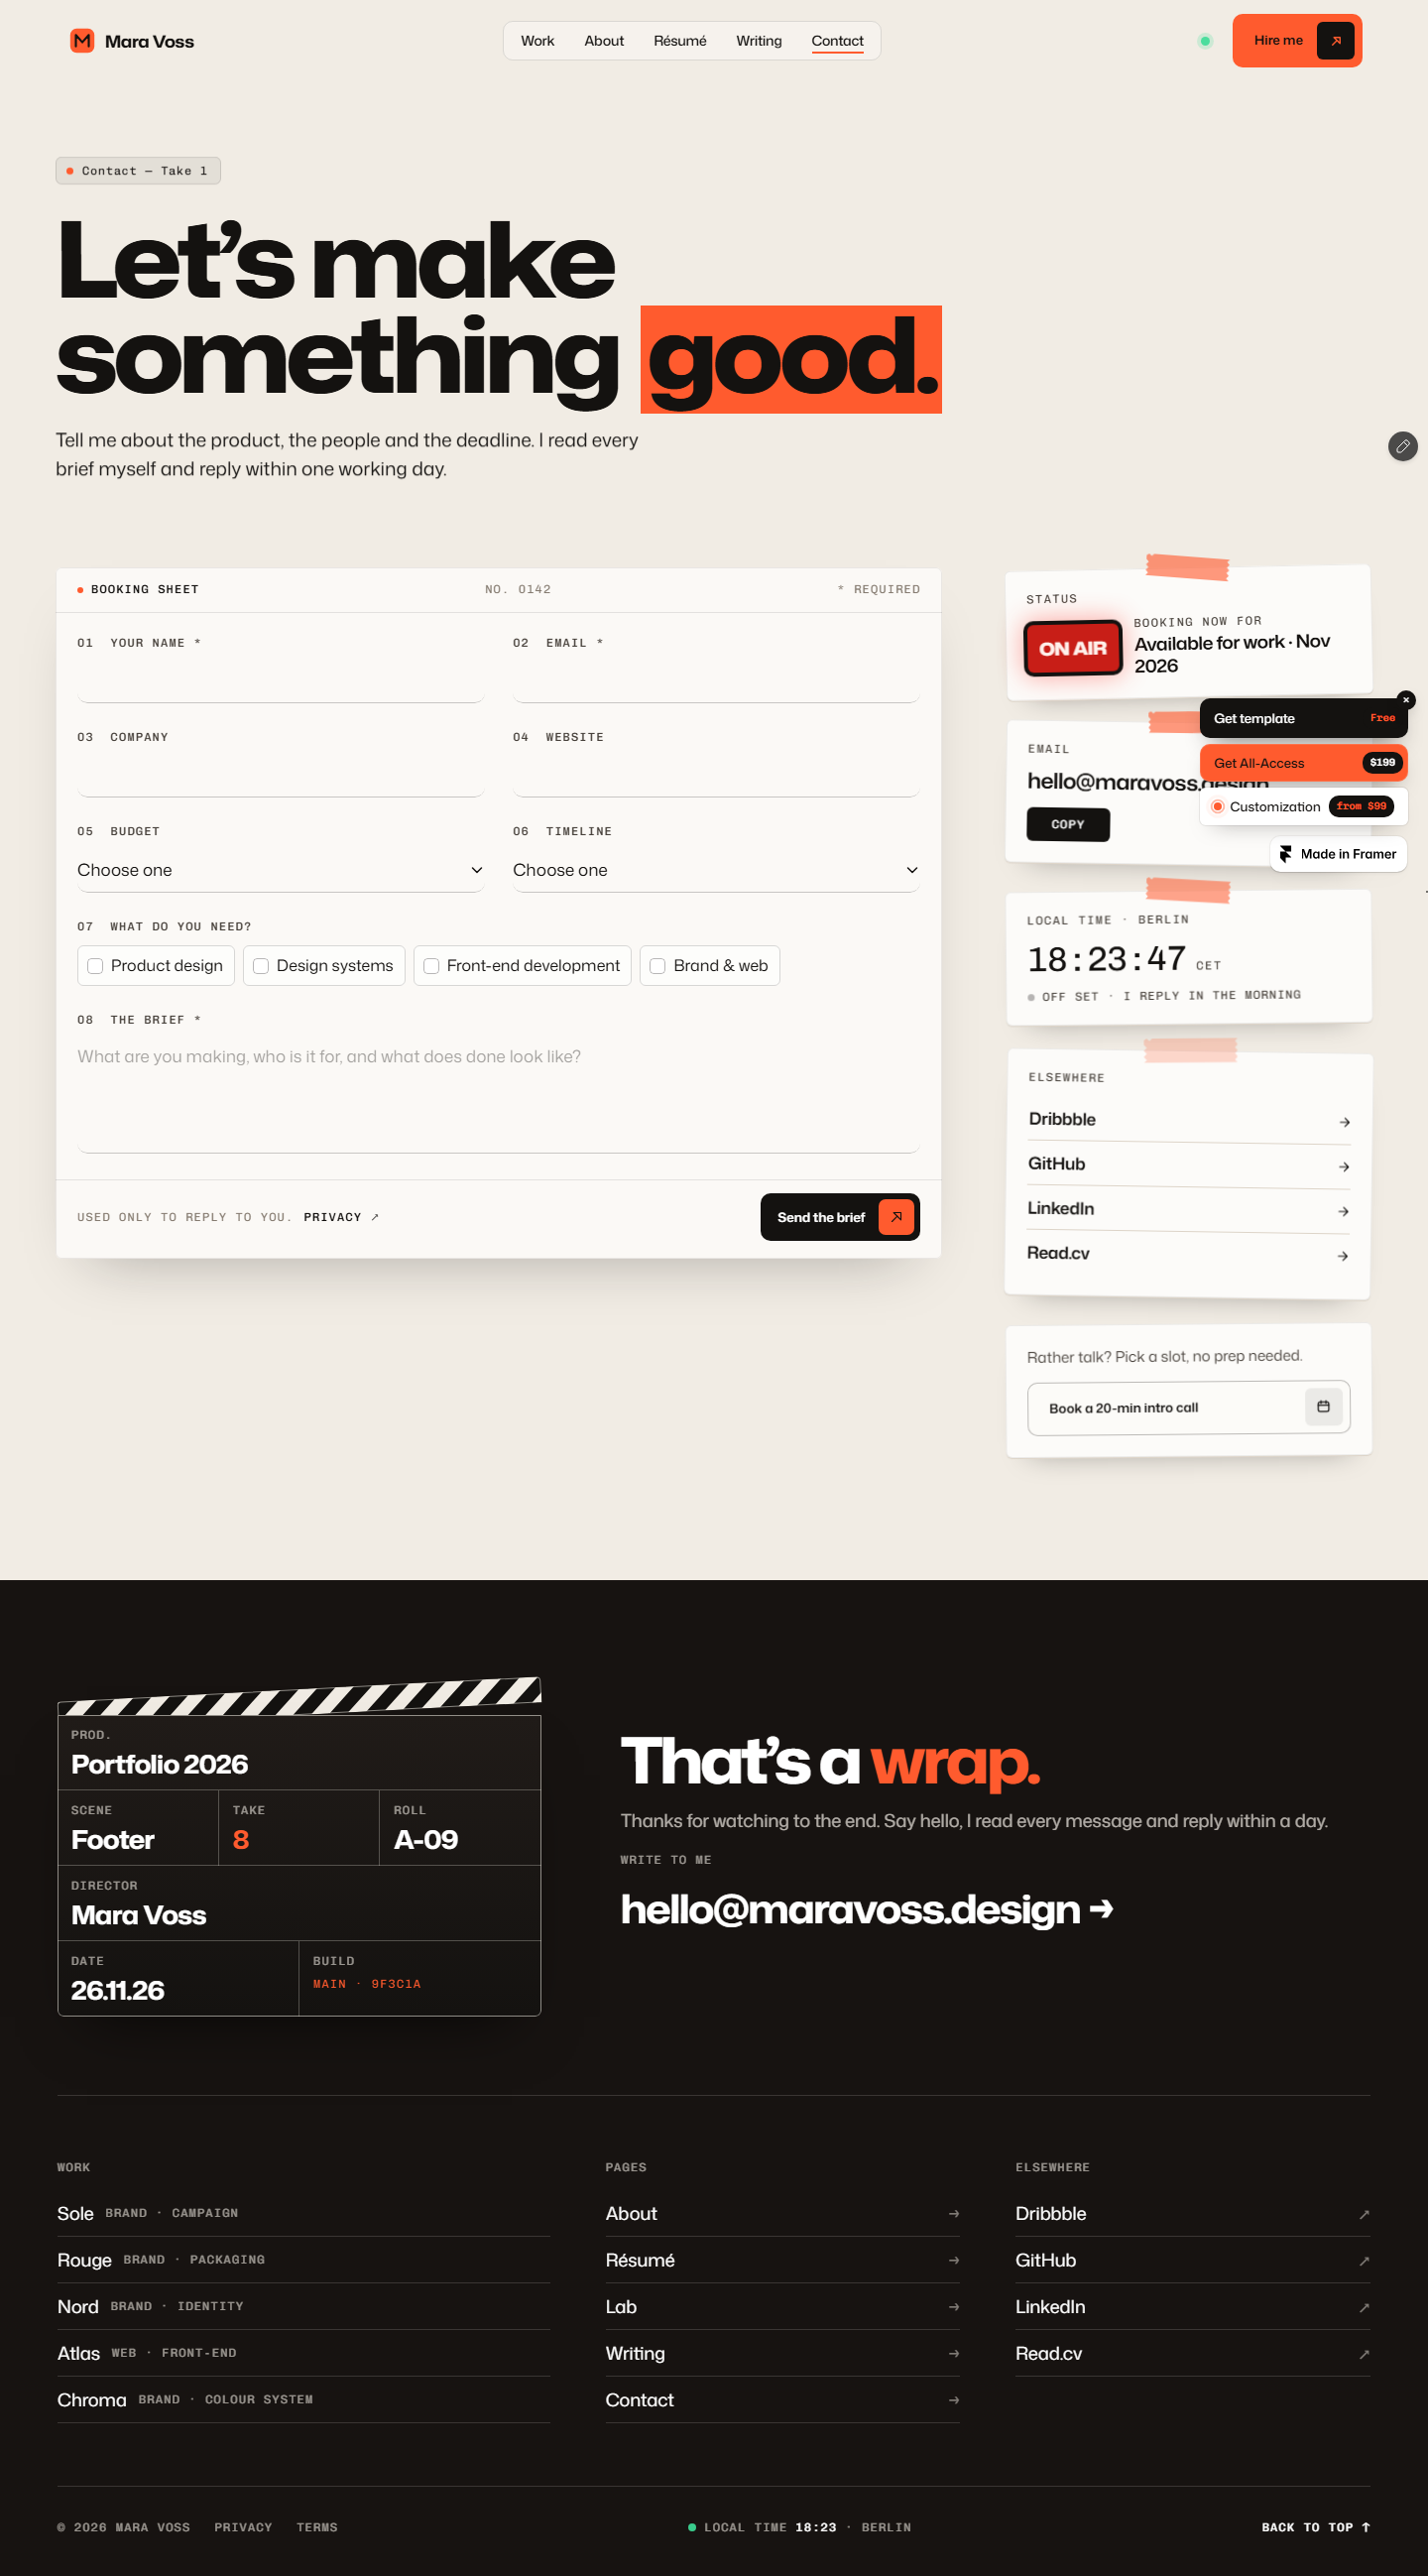 M Mara Voss
Work About Résumé Writing Contact
Hire me
Contact — Take 1
Let's make
something good.
Tell me about the product, the people and the deadline. I read every
brief myself and reply within one working day.
BOOKING SHEET NO. 0142 * REQUIRED
01 YOUR NAME * 02 EMAIL *
03 COMPANY 04 WEBSITE
05 BUDGET 06 TIMELINE
Choose one Choose one
07 WHAT DO YOU NEED?
Product design Design systems Front-end development Brand & web
08 THE BRIEF *
What are you making, who is it for, and what does done look like?
USED ONLY TO REPLY TO YOU. PRIVACY ↗
Send the brief
STATUS
ON AIR
BOOKING NOW FOR
Available for work · Nov
2026
EMAIL
hello@maravoss.design
COPY
Get template Free
Get All-Access $199
Customization from $99
Made in Framer
LOCAL TIME · BERLIN
18:23:47 CET
OFF SET · I REPLY IN THE MORNING
ELSEWHERE
Dribbble →
GitHub →
LinkedIn →
Read.cv →
Rather talk? Pick a slot, no prep needed.
Book a 20-min intro call
PROD.
Portfolio 2026
SCENE TAKE ROLL
Footer 8 A-09
DIRECTOR
Mara Voss
DATE BUILD
26.11.26 MAIN · 9F3C1A
That's a wrap.
Thanks for watching to the end. Say hello, I read every message and reply within a day.
WRITE TO ME
hello@maravoss.design →
WORK
Sole BRAND · CAMPAIGN
Rouge BRAND · PACKAGING
Nord BRAND · IDENTITY
Atlas WEB · FRONT-END
Chroma BRAND · COLOUR SYSTEM
PAGES
About →
Résumé →
Lab →
Writing →
Contact →
ELSEWHERE
Dribbble ↗
GitHub ↗
LinkedIn ↗
Read.cv ↗
© 2026 MARA VOSS PRIVACY TERMS
LOCAL TIME 18:23 · BERLIN
BACK TO TOP ↑